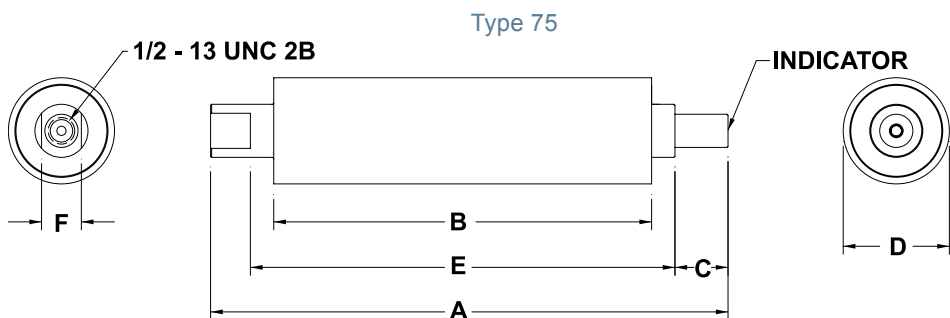 Type 75
1/2 - 13 UNC 2B
INDICATOR
F
B
D
E
C
A